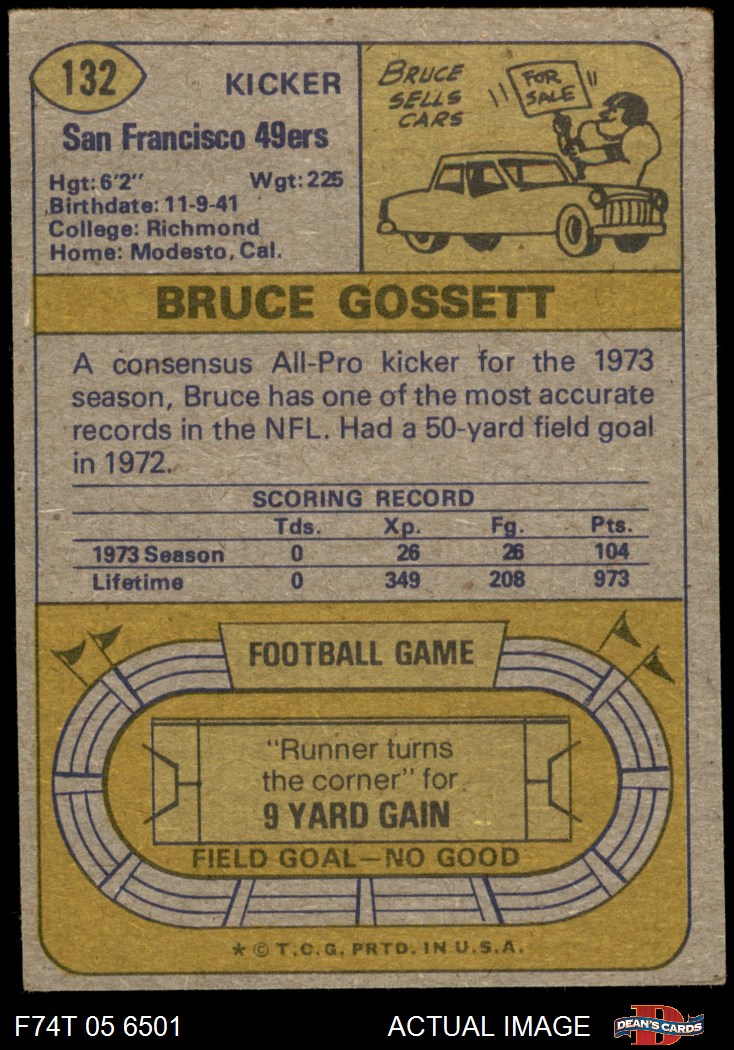 132
KICKER
San Francisco 49ers
Hgt: 6'2" Wgt: 225
Birthdate: 11-9-41
College: Richmond
Home: Modesto, Cal.
BRUCE
SELLS
CARS
FOR
SALE
BRUCE GOSSETT
A consensus All-Pro kicker for the 1973
season, Bruce has one of the most accurate
records in the NFL. Had a 50-yard field goal
in 1972.
SCORING RECORD
Tds. Xp. Fg. Pts.
1973 Season 0 26 26 104
Lifetime 0 349 208 973
FOOTBALL GAME
"Runner turns
the corner" for
9 YARD GAIN
FIELD GOAL—NO GOOD
* © T.C.G. PRTD. IN U.S.A.
F74T 05 6501 ACTUAL IMAGE
D
DEAN'S CARDS